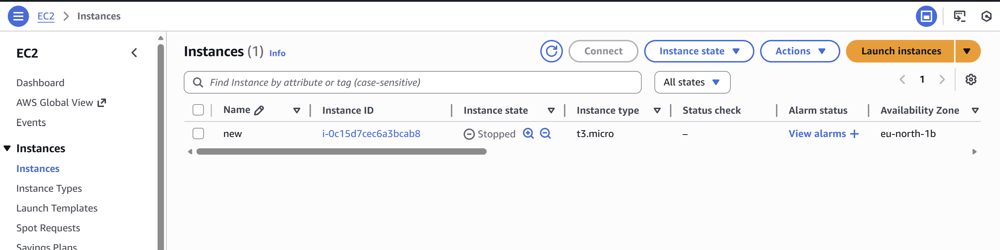 EC2 > Instances
EC2
Dashboard
AWS Global View
Events
Instances
Instances
Instance Types
Launch Templates
Spot Requests
Savings Plans
Instances (1) Info
Connect
Instance state
Actions
Launch instances
Find Instance by attribute or tag (case-sensitive)
All states
1
Name Instance ID Instance state Instance type Status check Alarm status Availability Zone
new i-0c15d7cec6a3bcab8 Stopped t3.micro – View alarms + eu-north-1b